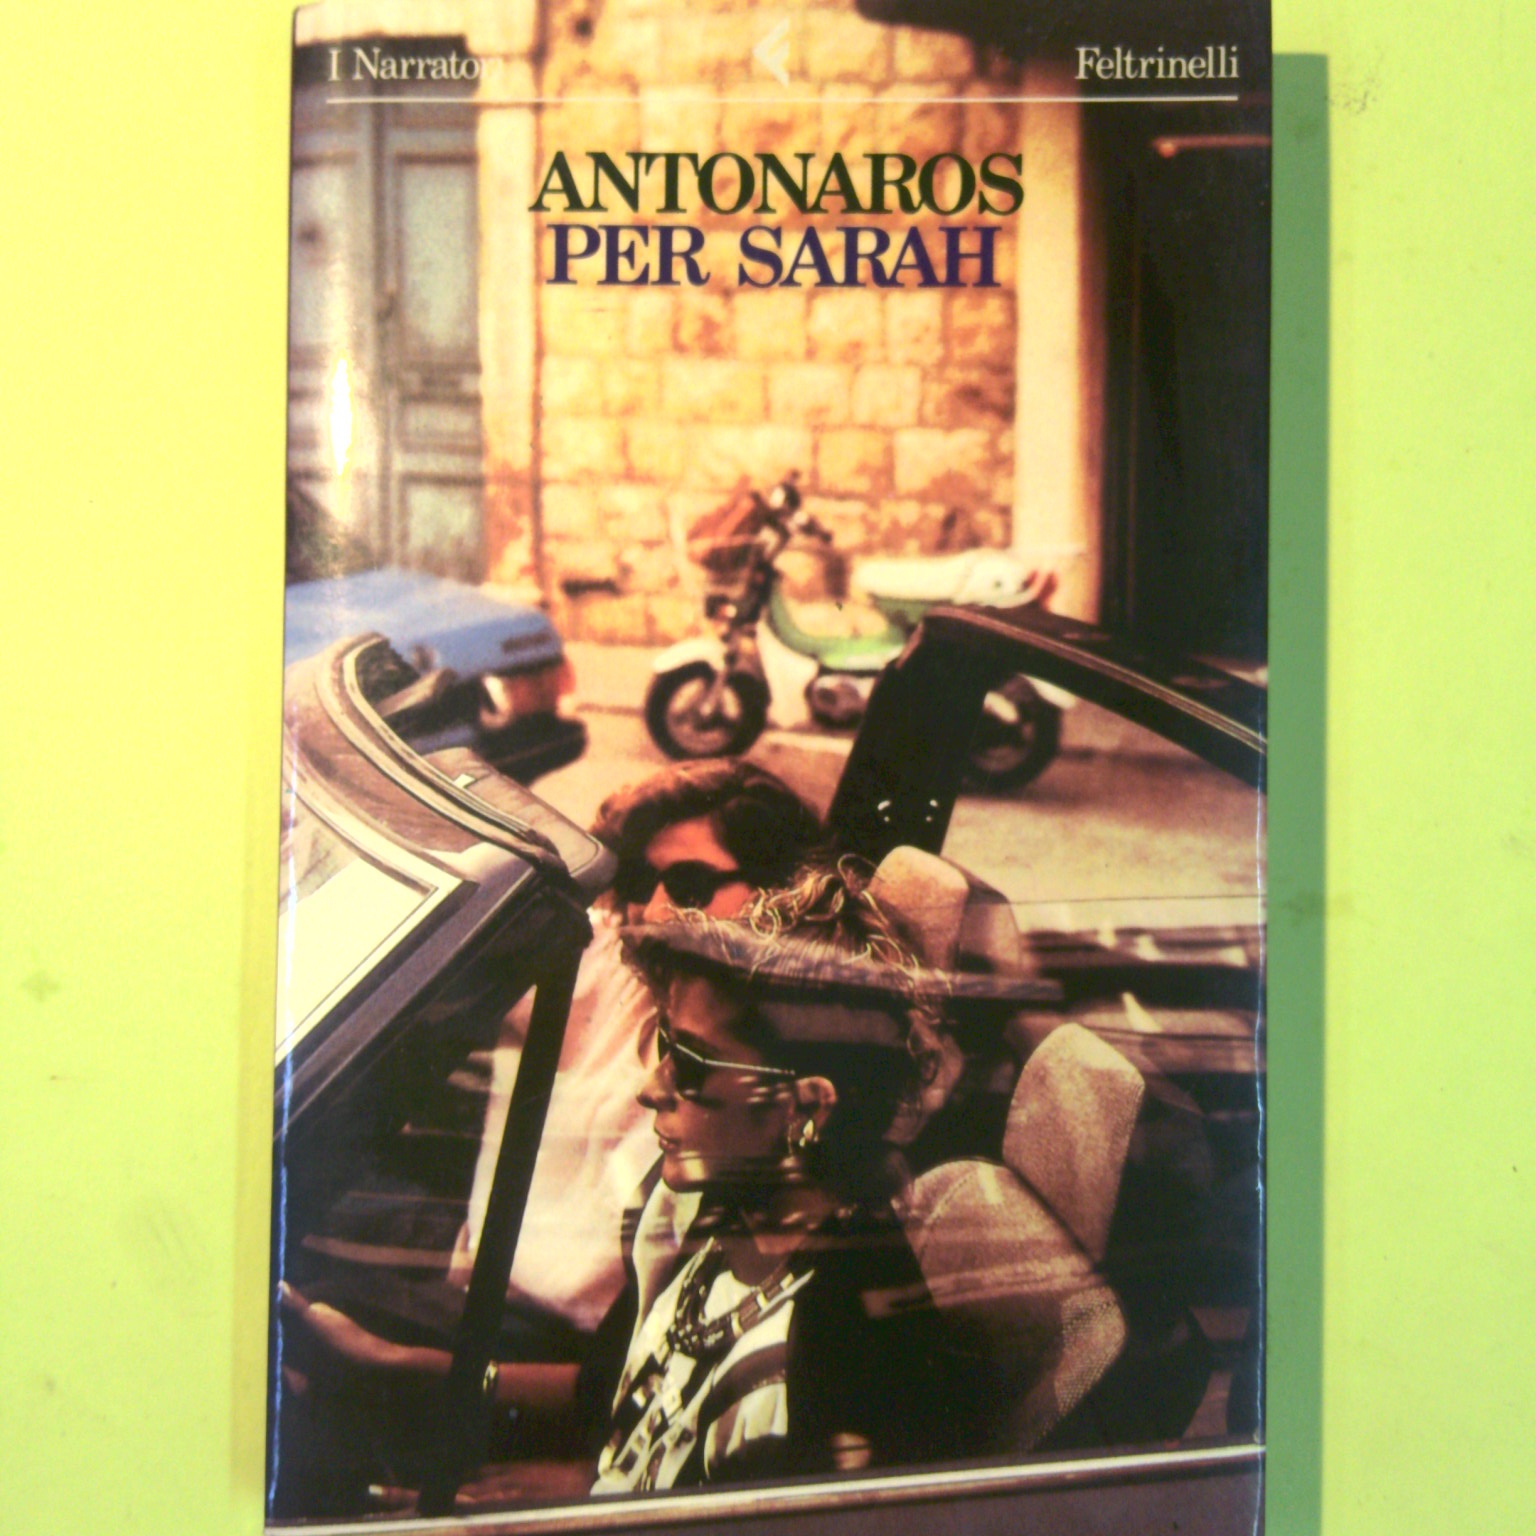 I Narratori
Feltrinelli
ANTONAROS
PER SARAH